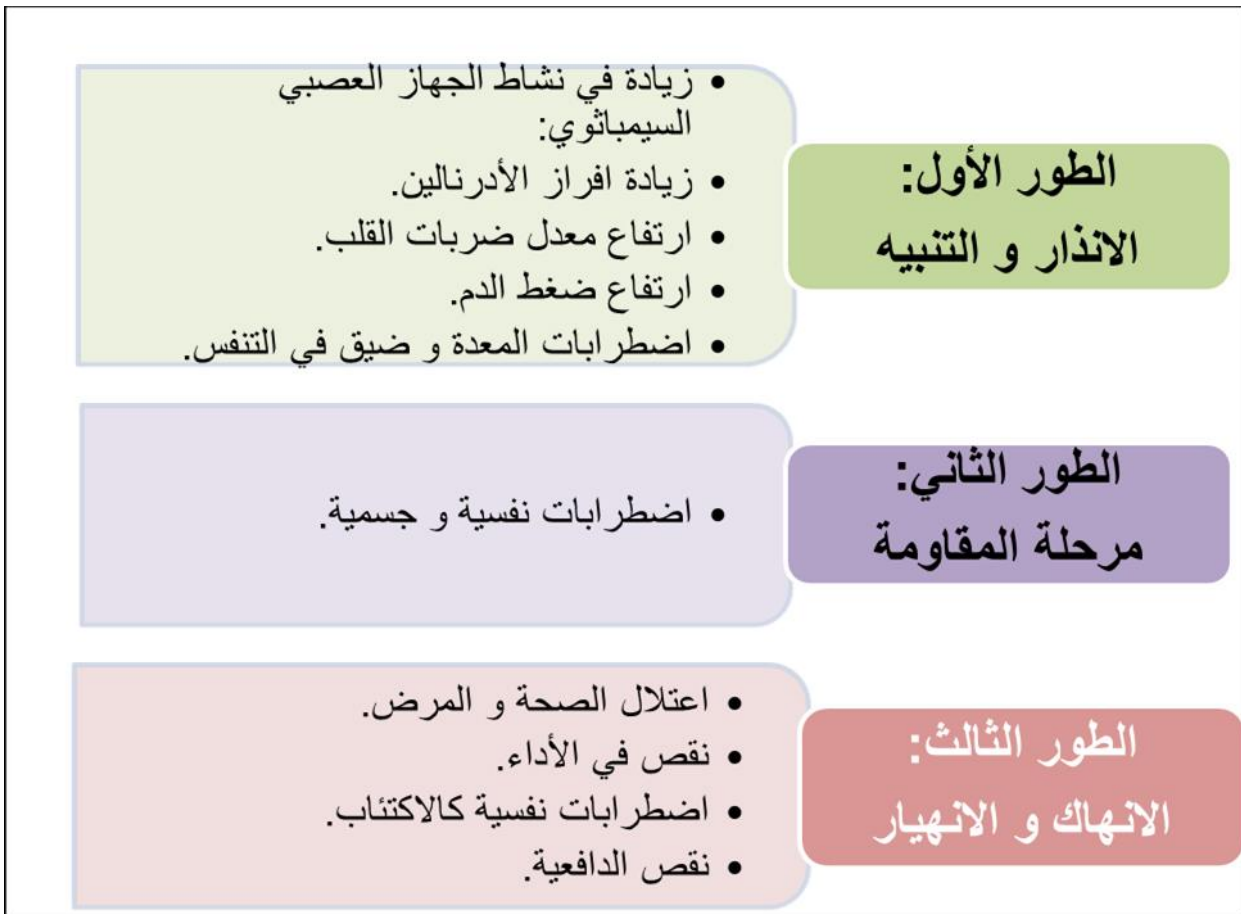 الطور الأول:
الانذار و التنبيه
• زيادة في نشاط الجهاز العصبي
السيمباثوي:
• زيادة افراز الأدرنالين.
• ارتفاع معدل ضربات القلب.
• ارتفاع ضغط الدم.
• اضطرابات المعدة و ضيق في التنفس.
الطور الثاني:
مرحلة المقاومة
• اضطرابات نفسية و جسمية.
الطور الثالث:
الانهاك و الانهيار
• اعتلال الصحة و المرض.
• نقص في الأداء.
• اضطرابات نفسية كالاكتئاب.
• نقص الدافعية.